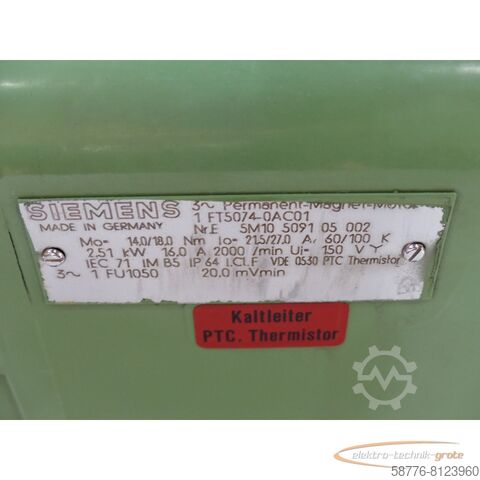 SIEMENS 3~ Permanent-Magnet-Motor
MADE IN GERMANY 1 FT5074-0AC01
Nr.E 5M10 5091 05 002
Mo= 14,0/18,0 Nm Io= 21,5/27,0 A, 60/100 K
2,51 kW 16,0 A 2000 /min Ui= 150 V Y
IEC 71 IM B5 IP 64 I.CI.F VDE 0530 PTC Thermistor
3~ 1 FU1050 20.0 mV⋅min
Kaltleiter
PTC. Thermistor
elektro-technik-grote
58776-8123960